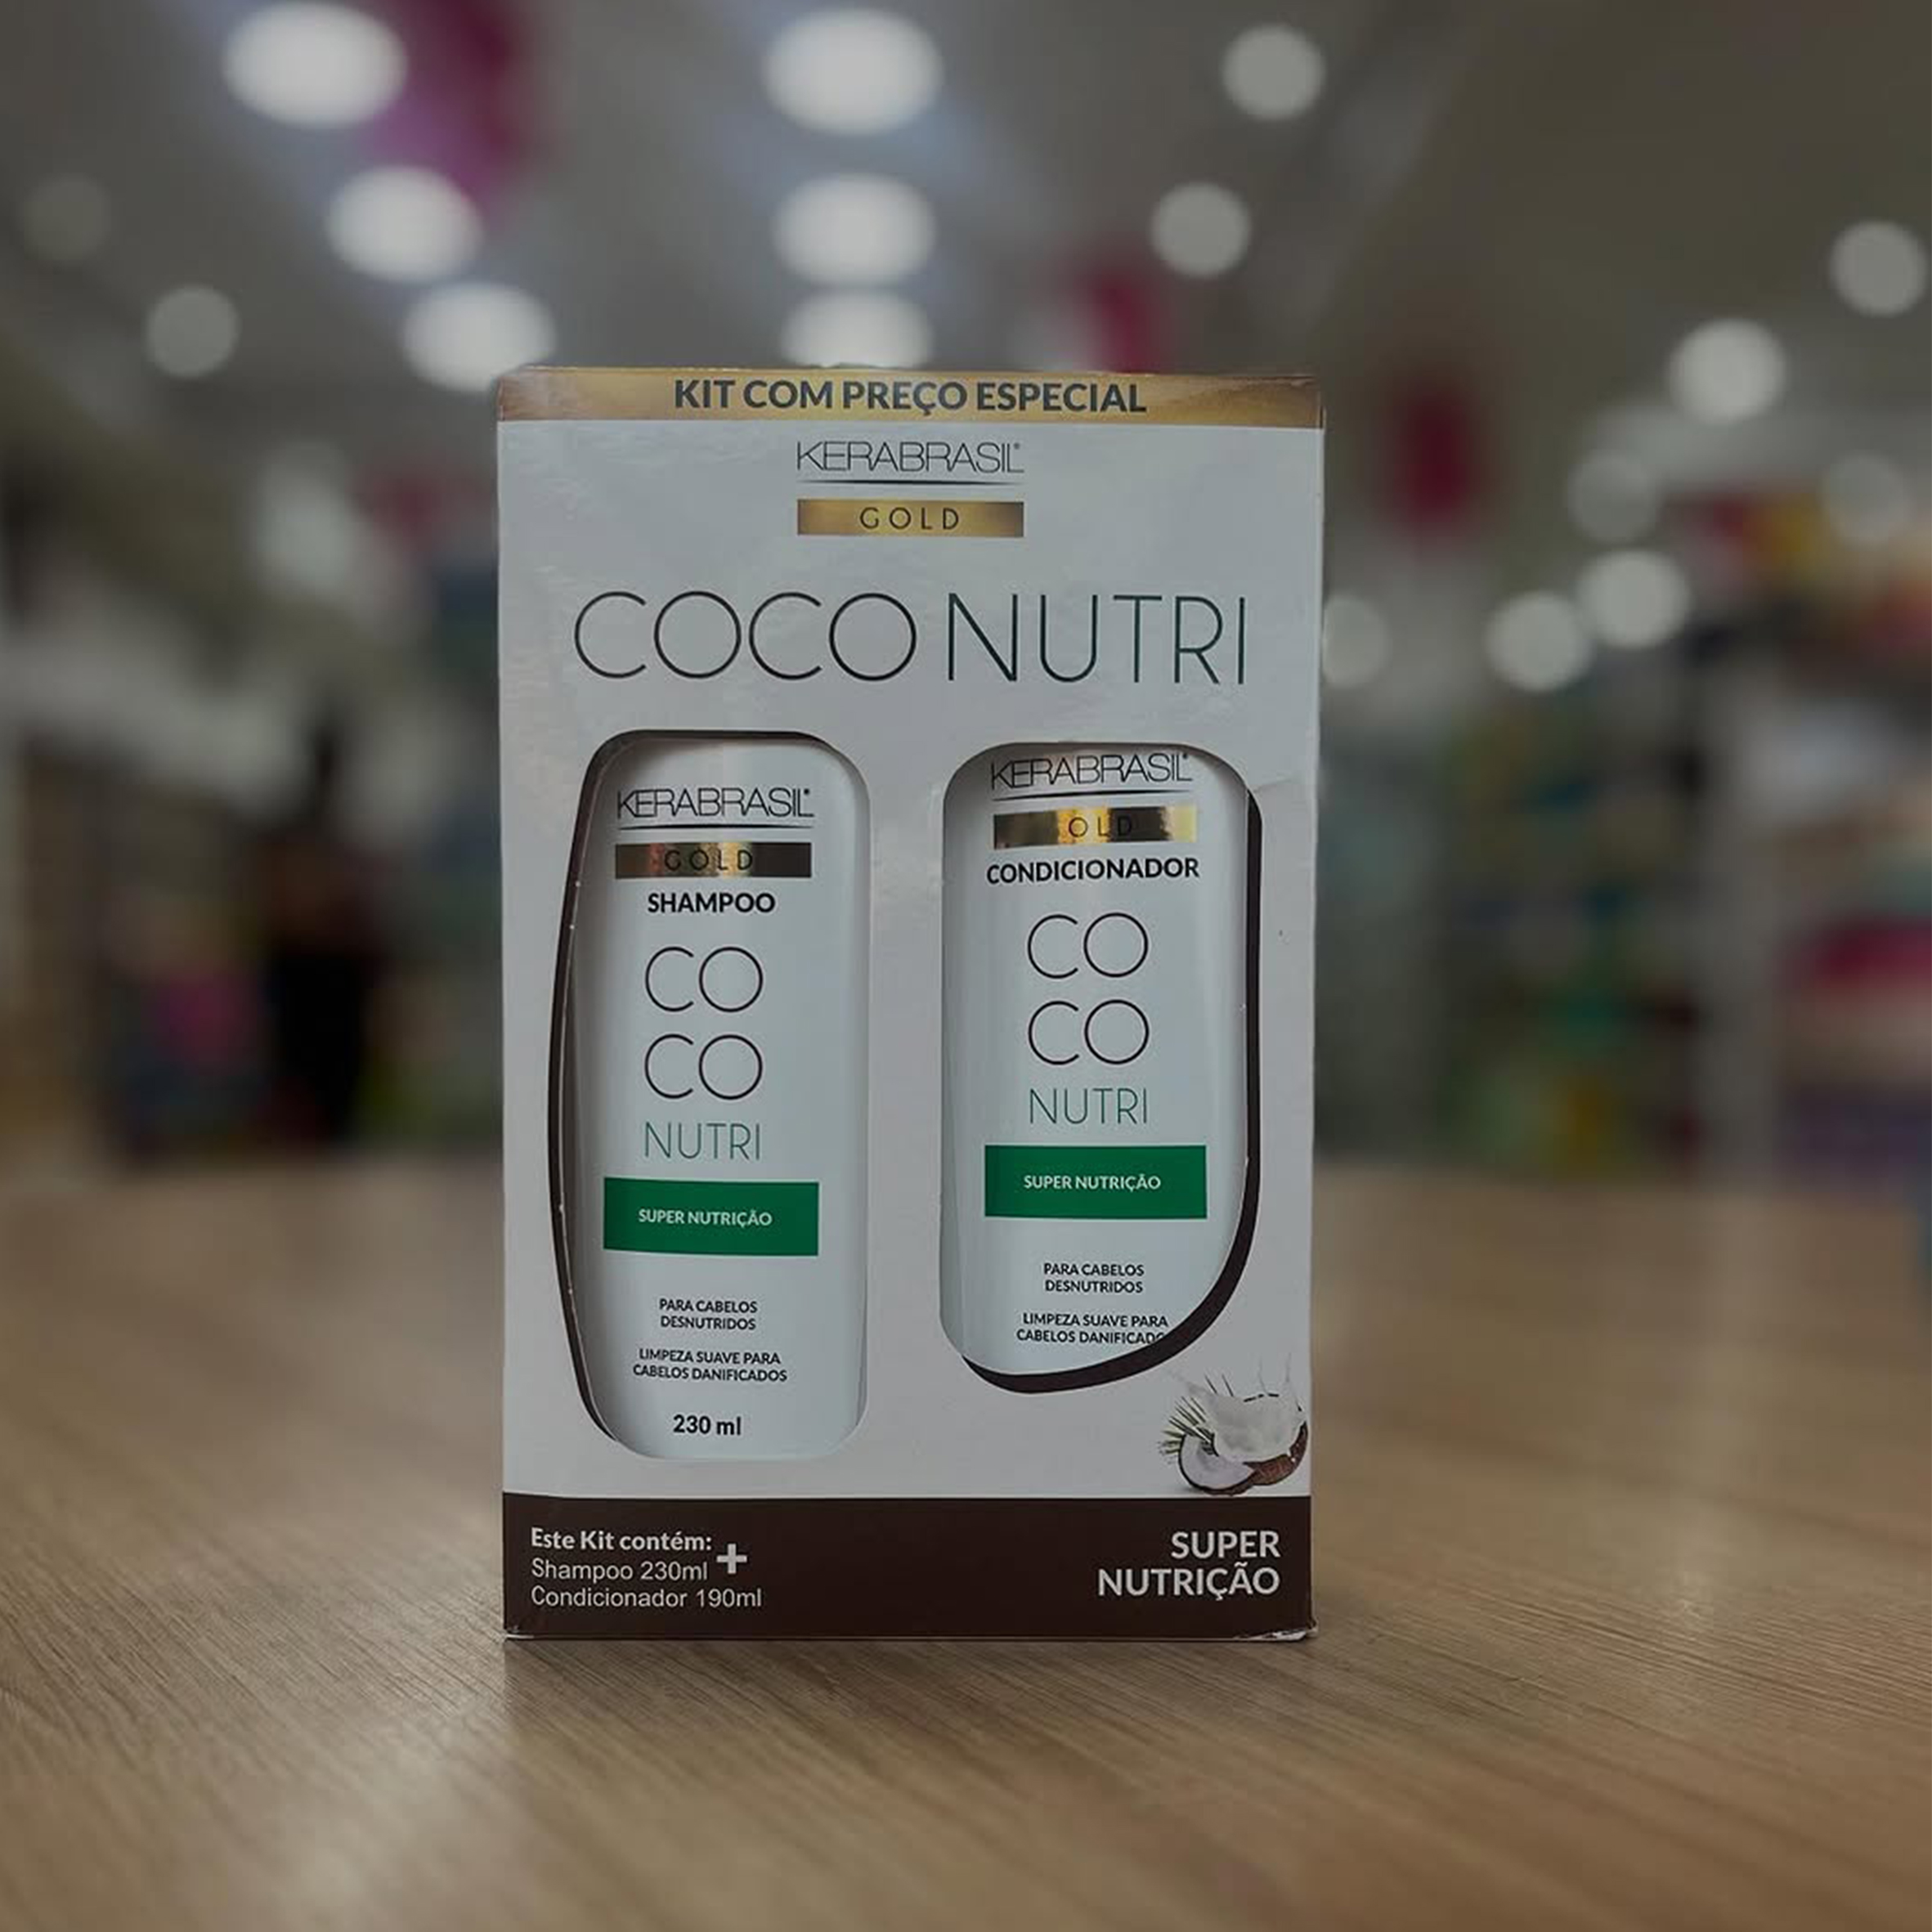 KIT COM PREÇO ESPECIAL
KERABRASIL®
GOLD
COCO NUTRI
KERABRASIL®
GOLD
SHAMPOO
CO
CO
NUTRI
SUPER NUTRIÇÃO
PARA CABELOS
DESNUTRIDOS
LIMPEZA SUAVE PARA
CABELOS DANIFICADOS
230 ml
KERABRASIL®
OLD
CONDICIONADOR
CO
CO
NUTRI
SUPER NUTRIÇÃO
PARA CABELOS
DESNUTRIDOS
LIMPEZA SUAVE PARA
CABELOS DANIFICADO
Este Kit contém:
Shampoo 230ml +
Condicionador 190ml
SUPER
NUTRIÇÃO